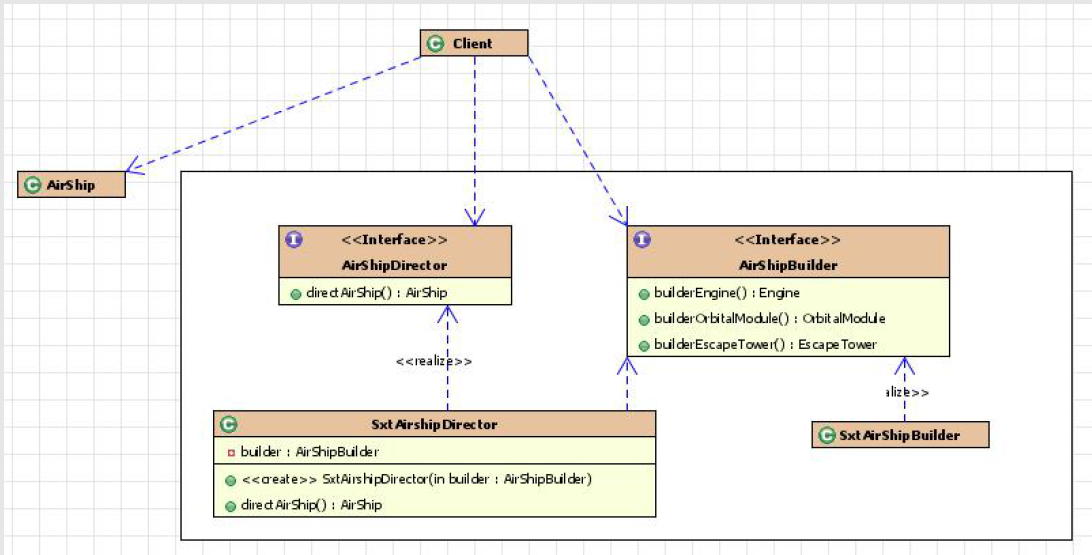 Client
AirShip
<<Interface>>
AirShipDirector
directAirShip() : AirShip
<<Interface>>
AirShipBuilder
builderEngine() : Engine
builderOrbitalModule() : OrbitalModule
builderEscapeTower() : EscapeTower
<<realize>>
alize>>
SxtAirshipDirector
builder : AirShipBuilder
<<create>> SxtAirshipDirector(in builder : AirShipBuilder)
directAirShip() : AirShip
SxtAirShipBuilder